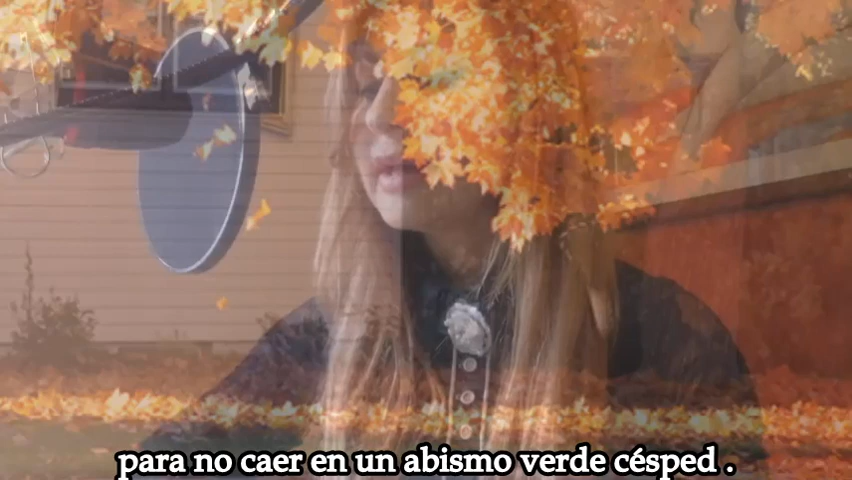 para no caer en un abismo verde césped .